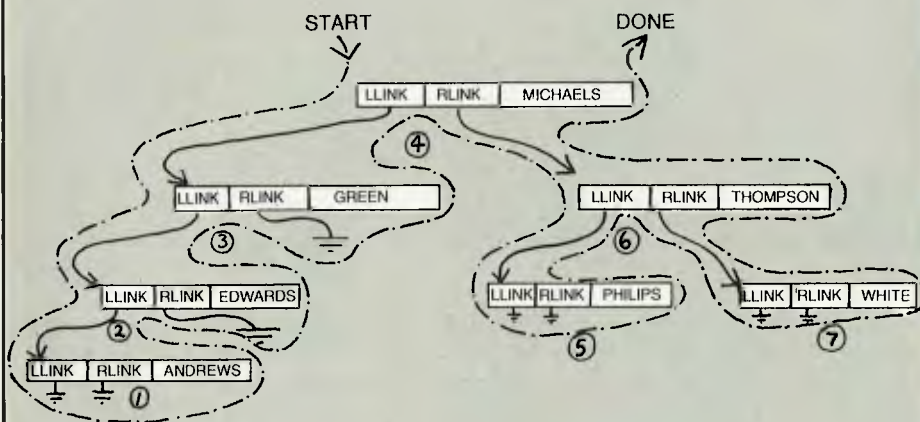 START DONE
LLINK RLINK MICHAELS
④
LLINK RLINK GREEN
LLINK RLINK THOMPSON
③ ⑥
LLINK RLINK EDWARDS
LLINK RLINK PHILIPS
LLINK RLINK WHITE
②
⑤ ⑦
LLINK RLINK ANDREWS
①